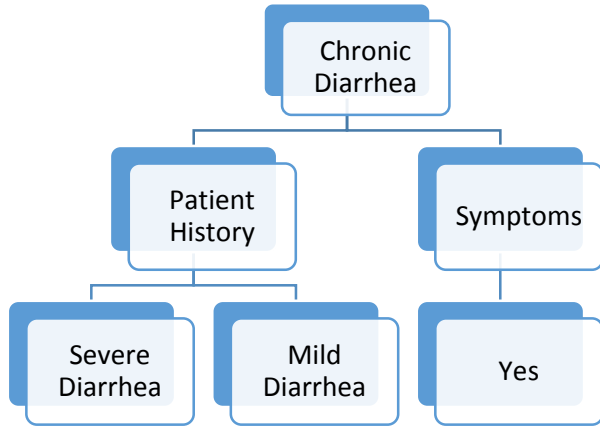 Chronic
Diarrhea
Patient
History
Symptoms
Severe
Diarrhea
Mild
Diarrhea
Yes